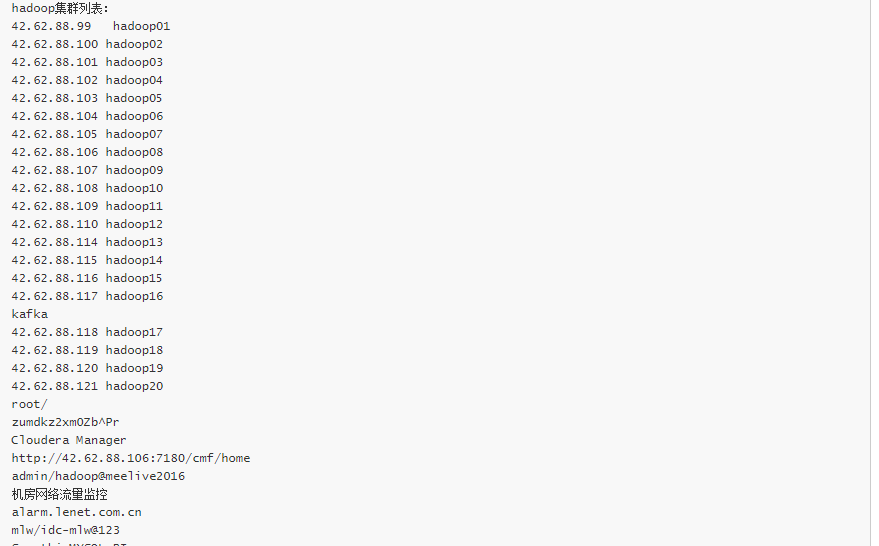 hadoop集群列表:
42.62.88.99   hadoop01
42.62.88.100 hadoop02
42.62.88.101 hadoop03
42.62.88.102 hadoop04
42.62.88.103 hadoop05
42.62.88.104 hadoop06
42.62.88.105 hadoop07
42.62.88.106 hadoop08
42.62.88.107 hadoop09
42.62.88.108 hadoop10
42.62.88.109 hadoop11
42.62.88.110 hadoop12
42.62.88.114 hadoop13
42.62.88.115 hadoop14
42.62.88.116 hadoop15
42.62.88.117 hadoop16
kafka
42.62.88.118 hadoop17
42.62.88.119 hadoop18
42.62.88.120 hadoop19
42.62.88.121 hadoop20
root/
zumdkz2xm0Zb^Pr
Cloudera Manager
http://42.62.88.106:7180/cmf/home
admin/hadoop@meelive2016
机房网络流量监控
alarm.lenet.com.cn
mlw/idc-mlw@123